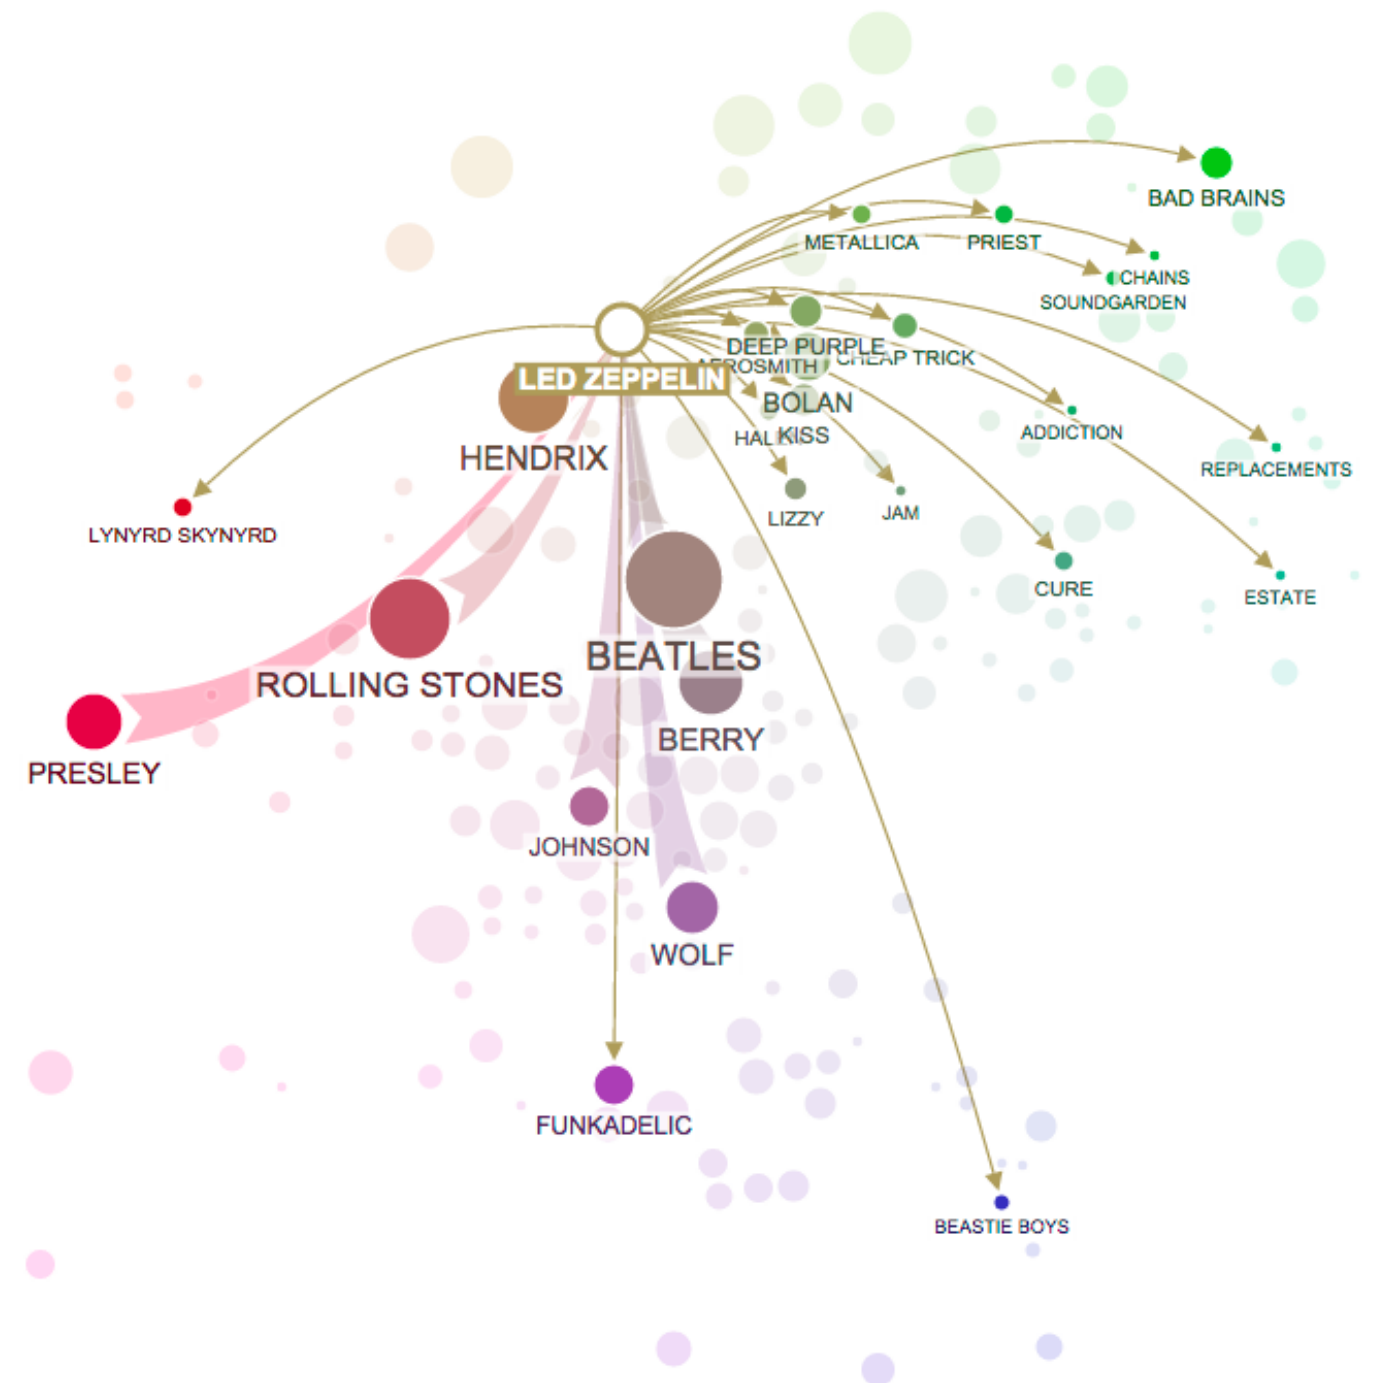 BAD BRAINS
METALLICA
PRIEST
CHAINS
SOUNDGARDEN
DEEP PURPLE
CHEAP TRICK
LED ZEPPELIN
BOLAN
ADDICTION
KISS
HENDRIX
REPLACEMENTS
LIZZY
JAM
LYNYRD SKYNYRD
CURE
ESTATE
BEATLES
ROLLING STONES
BERRY
PRESLEY
JOHNSON
WOLF
FUNKADELIC
BEASTIE BOYS